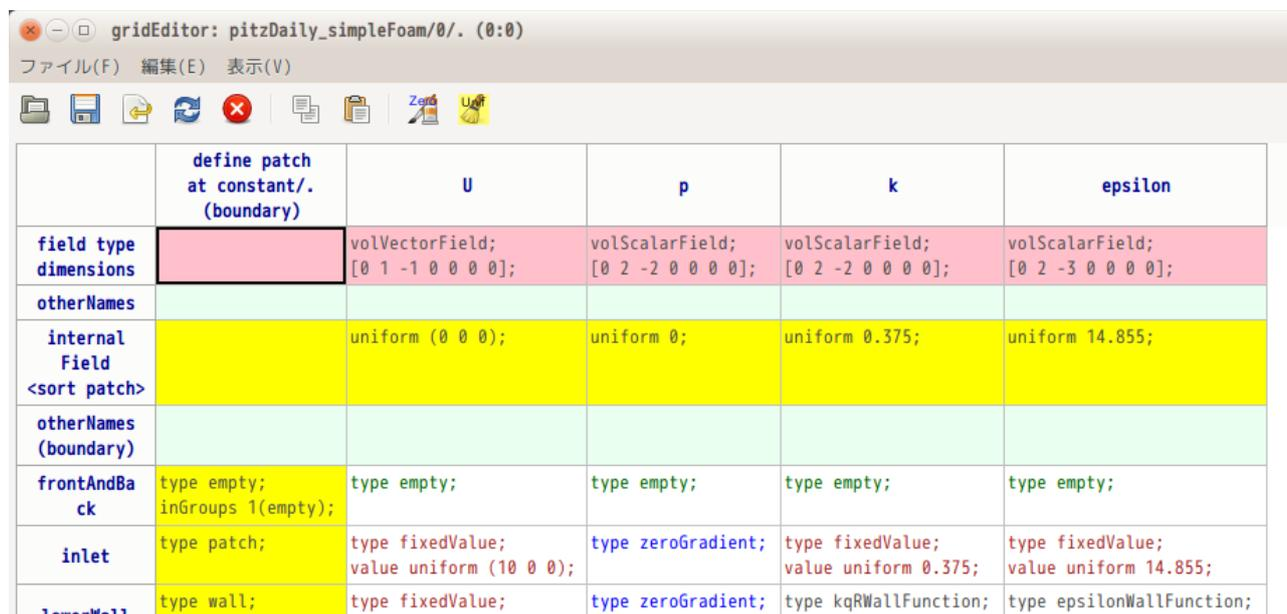 gridEditor: pitzDaily_simpleFoam/0/. (0:0)
ファイル(F) 編集(E) 表示(V)
Zero Unif
define patch
at constant/.
(boundary)
U
p
k
epsilon
field type
dimensions
volVectorField;
[0 1 -1 0 0 0 0];
volScalarField;
[0 2 -2 0 0 0 0];
volScalarField;
[0 2 -2 0 0 0 0];
volScalarField;
[0 2 -3 0 0 0 0];
otherNames
internal
Field
<sort patch>
uniform (0 0 0);
uniform 0;
uniform 0.375;
uniform 14.855;
otherNames
(boundary)
frontAndBa
ck
type empty;
inGroups 1(empty);
type empty;
type empty;
type empty;
type empty;
inlet
type patch;
type fixedValue;
value uniform (10 0 0);
type zeroGradient;
type fixedValue;
value uniform 0.375;
type fixedValue;
value uniform 14.855;
lowerWall
type wall;
type fixedValue;
type zeroGradient;
type kqRWallFunction;
type epsilonWallFunction;